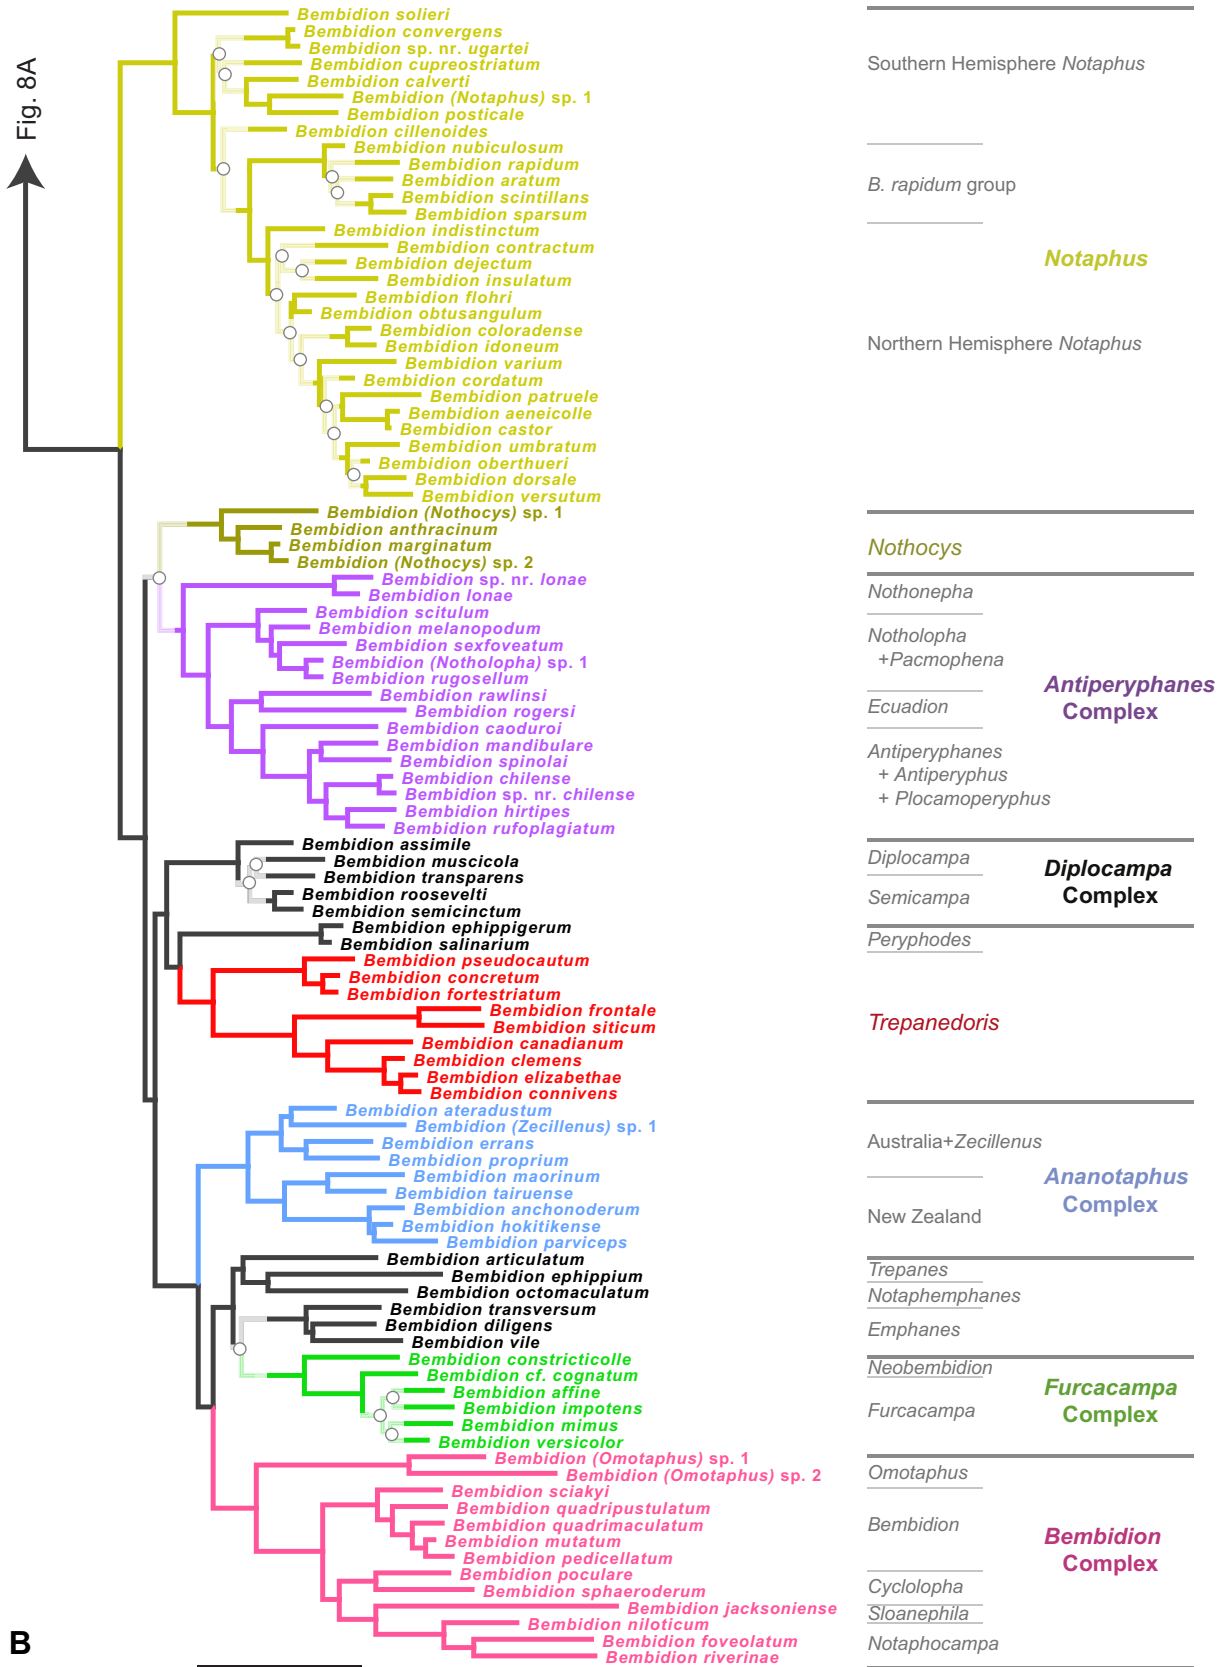 Fig. 8A
Bembidion solieri
Bembidion convergens
Bembidion sp. nr. ugartei
Bembidion cupreostriatum
Bembidion calverti
Bembidion (Notaphus) sp. 1
Bembidion posticale
Bembidion cillenoides
Bembidion nubiculosum
Bembidion rapidum
Bembidion aratum
Bembidion scintillans
Bembidion sparsum
Bembidion indistinctum
Bembidion contractum
Bembidion dejectum
Bembidion insulatum
Bembidion flohri
Bembidion obtusangulum
Bembidion coloradense
Bembidion idoneum
Bembidion varium
Bembidion cordatum
Bembidion patruele
Bembidion aeneicolle
Bembidion castor
Bembidion umbratum
Bembidion oberthueri
Bembidion dorsale
Bembidion versutum
Bembidion (Nothocys) sp. 1
Bembidion anthracinum
Bembidion marginatum
Bembidion (Nothocys) sp. 2
Bembidion sp. nr. lonae
Bembidion lonae
Bembidion scitulum
Bembidion melanopodum
Bembidion sexfoveatum
Bembidion (Notholopha) sp. 1
Bembidion rugosellum
Bembidion rawlinsi
Bembidion rogersi
Bembidion caoduroi
Bembidion mandibulare
Bembidion spinolai
Bembidion chilense
Bembidion sp. nr. chilense
Bembidion hirtipes
Bembidion rufoplagiatum
Bembidion assimile
Bembidion muscicola
Bembidion transparens
Bembidion roosevelti
Bembidion semicinctum
Bembidion ephippigerum
Bembidion salinarium
Bembidion pseudocautum
Bembidion concretum
Bembidion fortestriatum
Bembidion frontale
Bembidion siticum
Bembidion canadianum
Bembidion clemens
Bembidion elizabethae
Bembidion connivens
Bembidion ateradustum
Bembidion (Zecillenus) sp. 1
Bembidion errans
Bembidion proprium
Bembidion maorinum
Bembidion tairuense
Bembidion anchonoderum
Bembidion hokitikense
Bembidion parviceps
Bembidion articulatum
Bembidion ephippium
Bembidion octomaculatum
Bembidion transversum
Bembidion diligens
Bembidion vile
Bembidion constricticolle
Bembidion cf. cognatum
Bembidion affine
Bembidion impotens
Bembidion mimus
Bembidion versicolor
Bembidion (Omotaphus) sp. 1
Bembidion (Omotaphus) sp. 2
Bembidion sciakyi
Bembidion quadripustulatum
Bembidion quadrimaculatum
Bembidion mutatum
Bembidion pedicellatum
Bembidion poculare
Bembidion sphaeroderum
Bembidion jacksoniense
Bembidion niloticum
Bembidion foveolatum
Bembidion riverinae
Southern Hemisphere Notaphus
B. rapidum group
Notaphus
Northern Hemisphere Notaphus
Nothocys
Nothonepha
Notholopha
+Pacmophena
Antiperyphanes
Complex
Ecuadion
Antiperyphanes
+ Antiperyphus
+ Plocamoperyphus
Diplocampa
Diplocampa
Complex
Semicampa
Peryphodes
Trepanedoris
Australia+Zecillenus
Ananotaphus
Complex
New Zealand
Trepanes
Notaphemphanes
Emphanes
Neobembidion
Furcacampa
Complex
Furcacampa
Omotaphus
Bembidion
Bembidion
Complex
Cyclolopha
Sloanephila
Notaphocampa
B